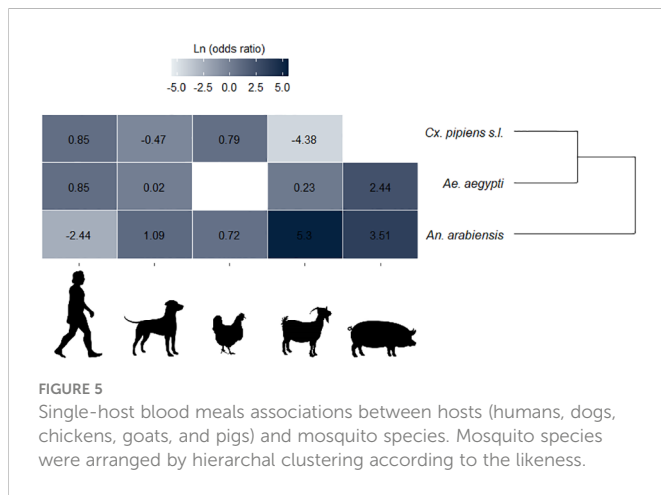 Ln (odds ratio)
-5.0 -2.5 0.0 2.5 5.0
0.85 -0.47 0.79 -4.38 Cx. pipiens s.l.
0.85 0.02 0.23 2.44 Ae. aegypti
-2.44 1.09 0.72 5.3 3.51 An. arabiensis
FIGURE 5
Single-host blood meals associations between hosts (humans, dogs,
chickens, goats, and pigs) and mosquito species. Mosquito species
were arranged by hierarchal clustering according to the likeness.